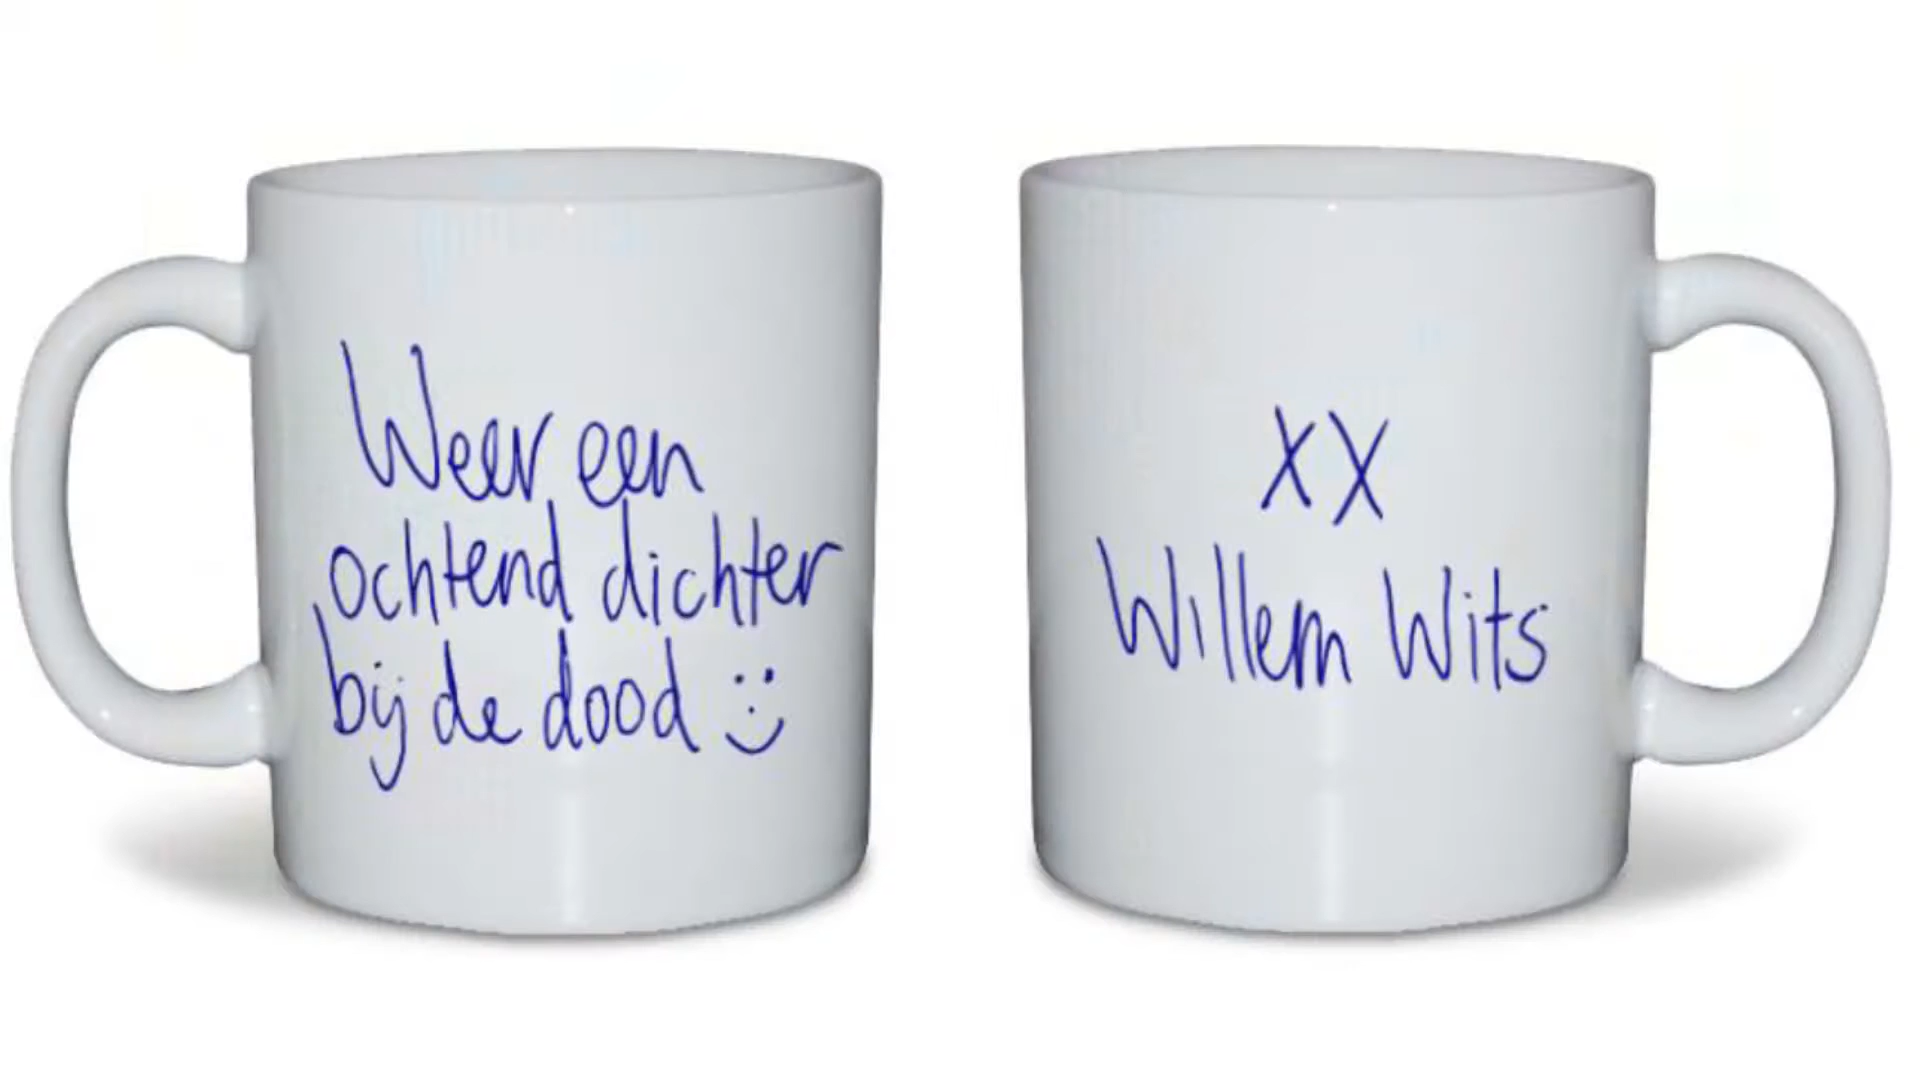 Weer een
ochtend dichter
bij de dood :)
XX
Willem Wits